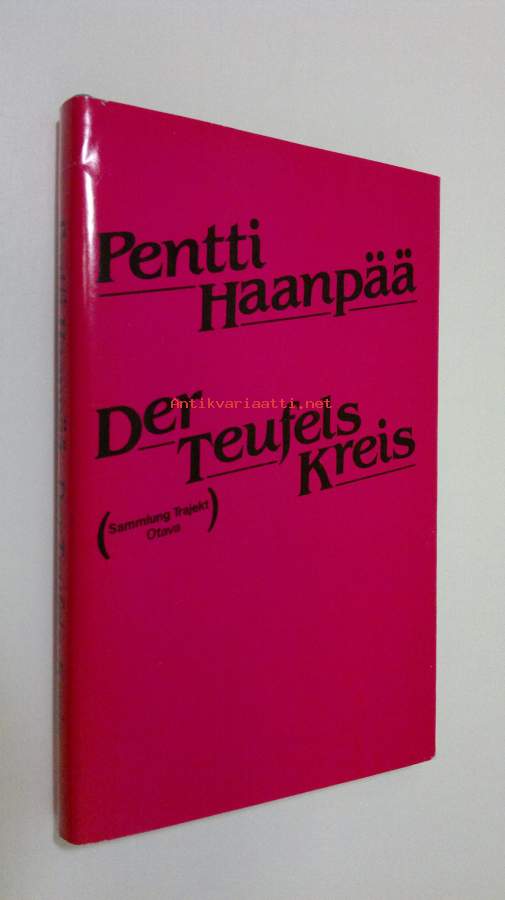 Pentti
Haanpää
Der
Teufels
Kreis
(Sammlung Trajekt
Otava)
Antikvariaatti.net